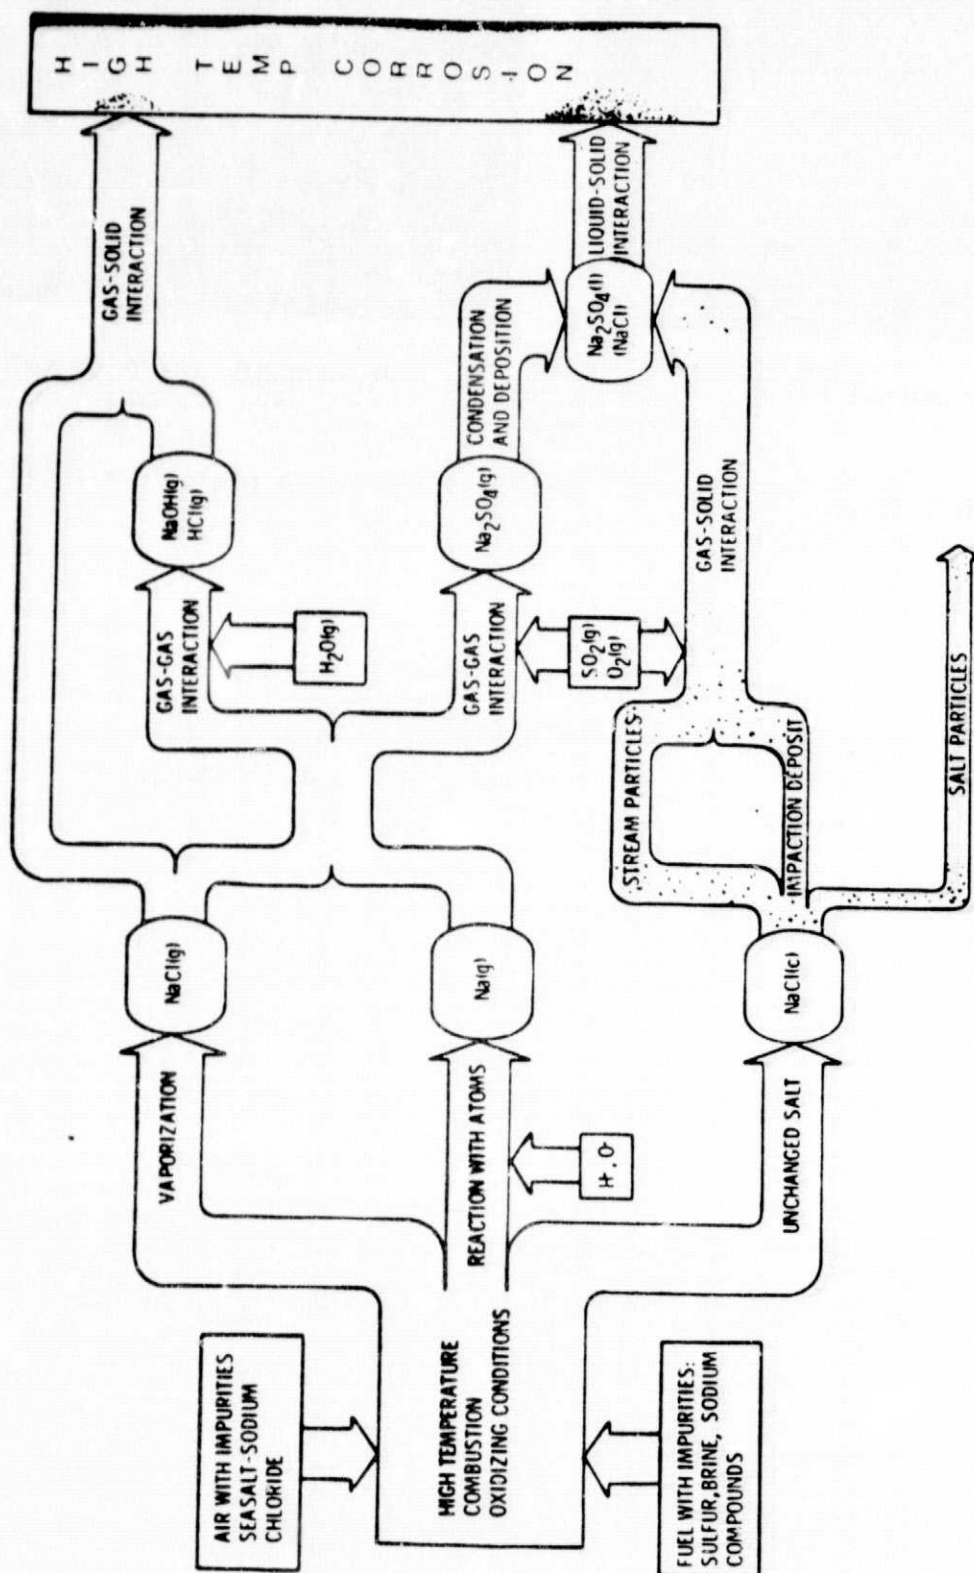 AIR WITH IMPURITIES
SEASALT-SODIUM
CHLORIDE
HIGH TEMPERATURE
COMBUSTION
OXIDIZING CONDITIONS
FUEL WITH IMPURITIES:
SULFUR, BRINE, SODIUM
COMPOUNDS
VAPORIZATION
REACTION WITH ATOMS
H, O
UNCHANGED SALT
NaCl(g)
Na(g)
NaCl(c)
STREAM PARTICLES
IMPACTION DEPOSIT
SALT PARTICLES
GAS-GAS
INTERACTION
H2O(g)
GAS-GAS
INTERACTION
SO2(g)
O2(g)
NaOH(g)
HCl(g)
Na2SO4(g)
GAS-SOLID
INTERACTION
CONDENSATION
AND DEPOSITION
GAS-SOLID
INTERACTION
Na2SO4(l)
(NaCl)
LIQUID-SOLID
INTERACTION
HIGH TEMP CORROSION